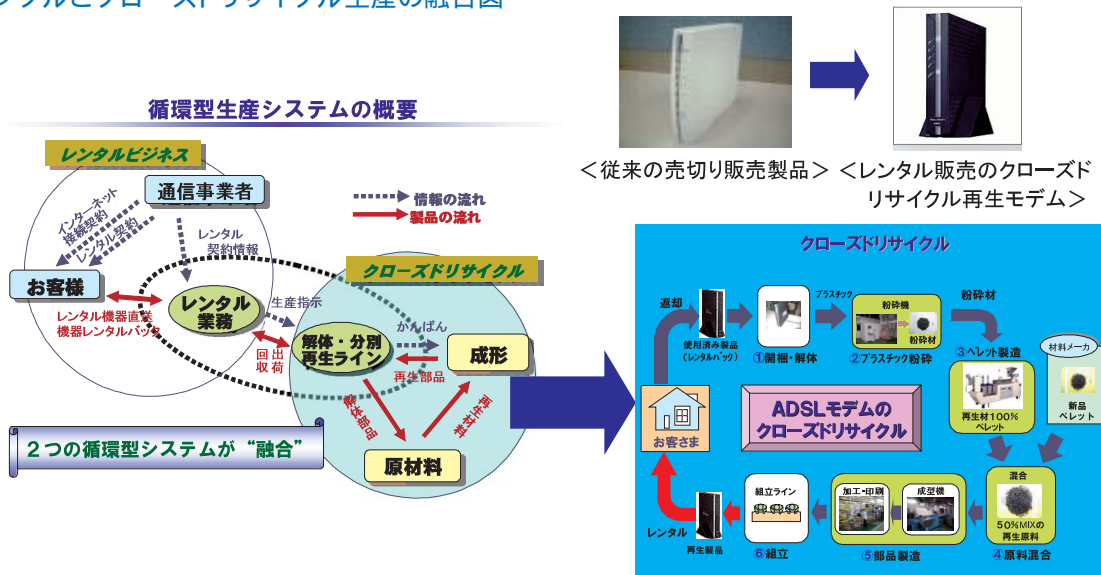 循環型生産システムの概要
レンタルビジネス
通信事業者
インターネット
接続契約
レンタル契約
レンタル
契約情報
情報の流れ
製品の流れ
お客様
レンタル機器直送
機器レンタルバック
レンタル
業務
生産指示
回収
出荷
クローズドリサイクル
解体・分別
再生ライン
かんばん
成形
再生部品
解体部品
再生材料
原材料
2つの循環型システムが“融合”
＜従来の売切り販売製品＞
＜レンタル販売のクローズド
リサイクル再生モデム＞
クローズドリサイクル
返却
使用済み製品
(レンタルバック)
①開梱・解体
プラスチック
粉砕機
粉砕材
②プラスチック粉砕
粉砕材
③ペレット製造
再生材100%
ペレット
材料メーカ
新品
ペレット
お客さま
ADSLモデムの
クローズドリサイクル
混合
50%MIXの
再生原料
④原料混合
加工・印刷
成型機
⑤部品製造
組立ライン
⑥組立
再生製品
レンタル